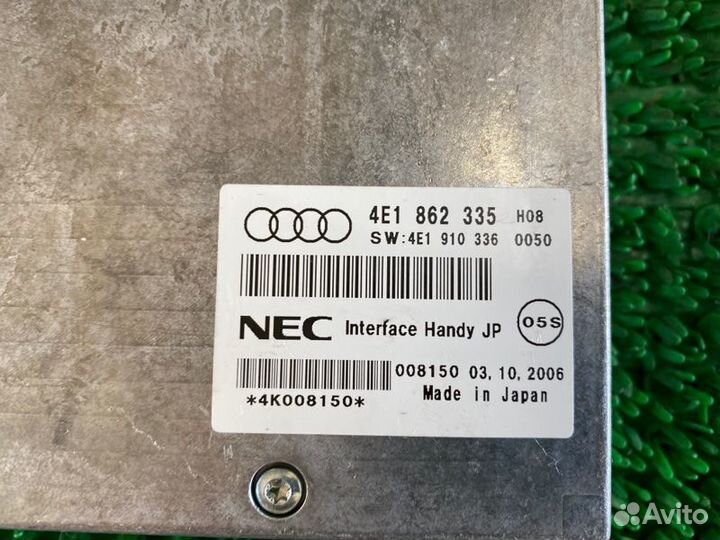 4E1 862 335 H08
SW:4E1 910 336 0050
NEC Interface Handy JP 05S
008150 03, 10, 2006
*4K008150* Made in Japan
Avito